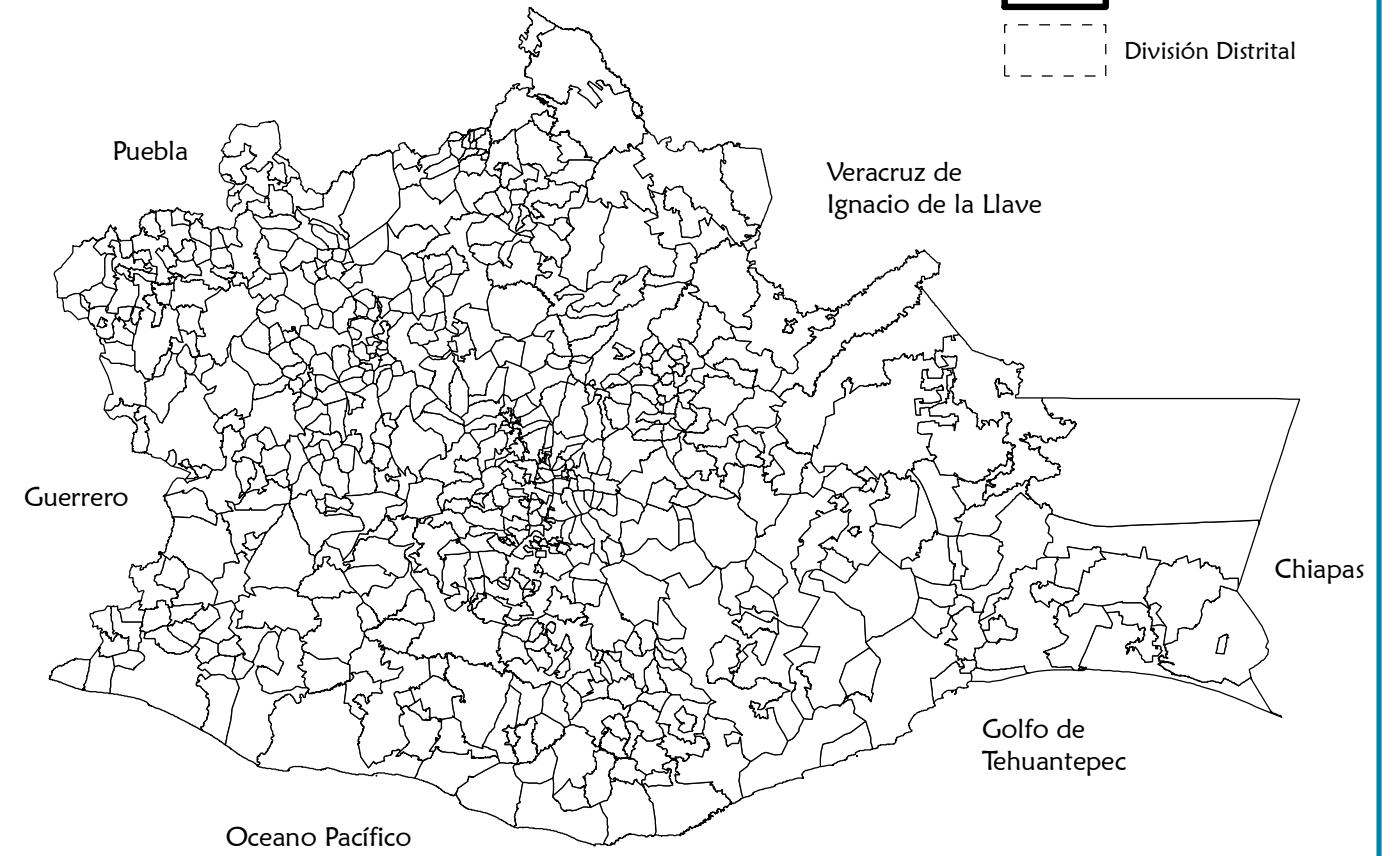 División Distrital
Puebla
Veracruz de
Ignacio de la Llave
Guerrero
Chiapas
Golfo de
Tehuantepec
Oceano Pacífico